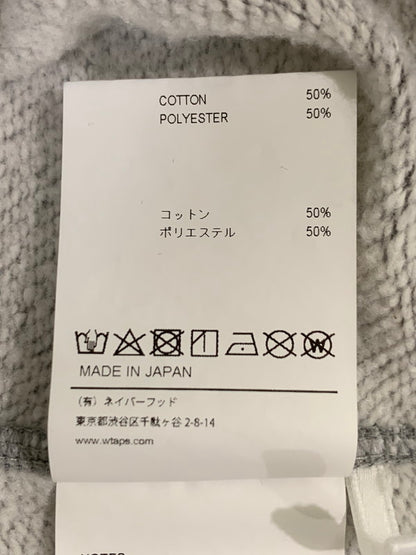 COTTON 50%
POLYESTER 50%
コットン 50%
ポリエステル 50%
MADE IN JAPAN
(有) ネイバーフッド
東京都渋谷区千駄ヶ谷 2-8-14
www.wtaps.com